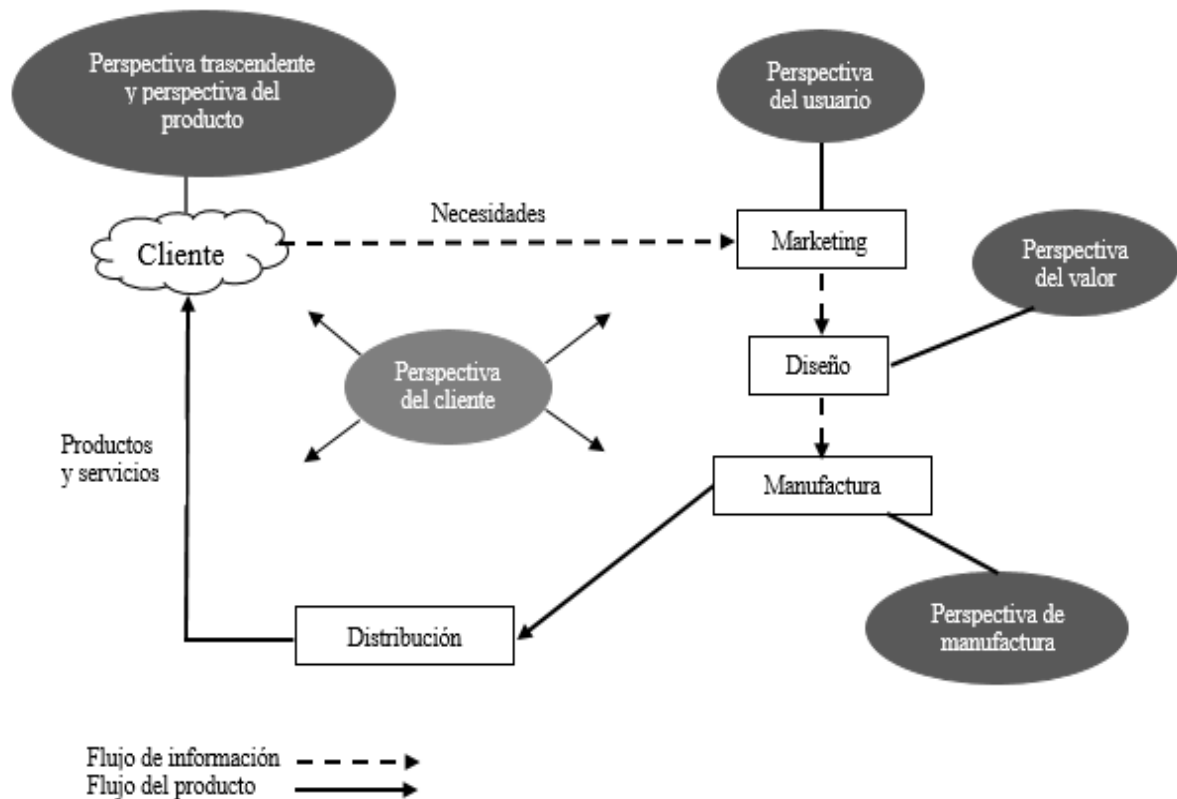 Perspectiva trascendente
y perspectiva del
producto
Perspectiva
del usuario
Necesidades
Cliente
Marketing
Perspectiva
del valor
Diseño
Perspectiva
del cliente
Productos
y servicios
Manufactura
Distribución
Perspectiva de
manufactura
Flujo de información
Flujo del producto